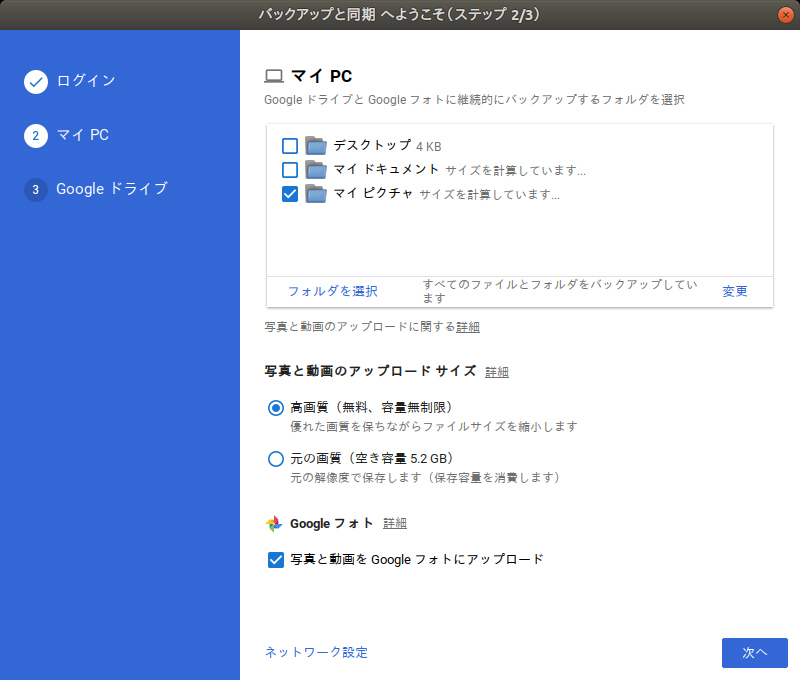 バックアップと同期 へようこそ（ステップ 2/3）
ログイン
2 マイ PC
3 Google ドライブ
マイ PC
Google ドライブと Google フォトに継続的にバックアップするフォルダを選択
デスクトップ 4 KB
マイ ドキュメント サイズを計算しています...
マイ ピクチャ サイズを計算しています...
フォルダを選択
すべてのファイルとフォルダをバックアップしてい
ます
変更
写真と動画のアップロードに関する詳細
写真と動画のアップロード サイズ 詳細
高画質（無料、容量無制限）
優れた画質を保ちながらファイルサイズを縮小します
元の画質（空き容量 5.2 GB）
元の解像度で保存します（保存容量を消費します）
Google フォト 詳細
写真と動画を Google フォトにアップロード
ネットワーク設定
次へ